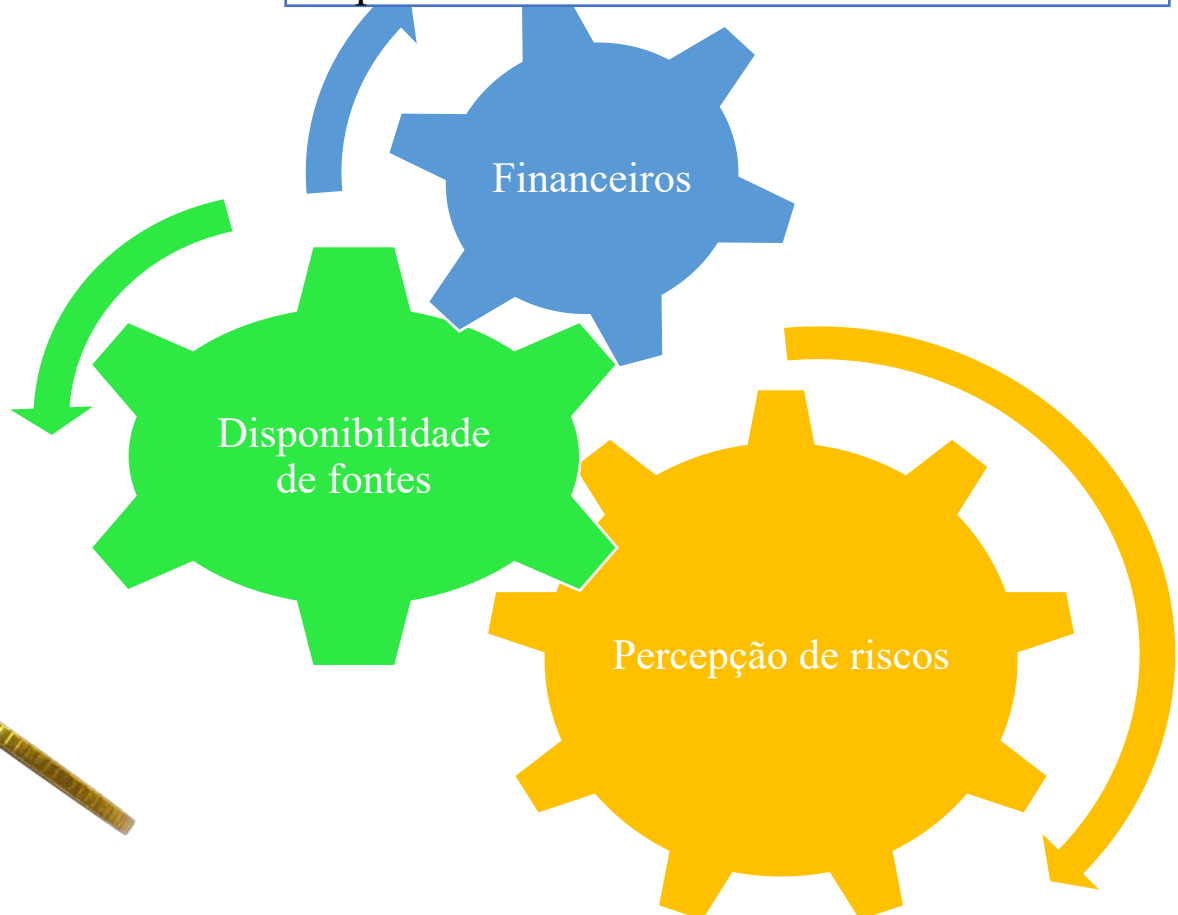 Financeiros
Disponibilidade
de fontes
Percepção de riscos